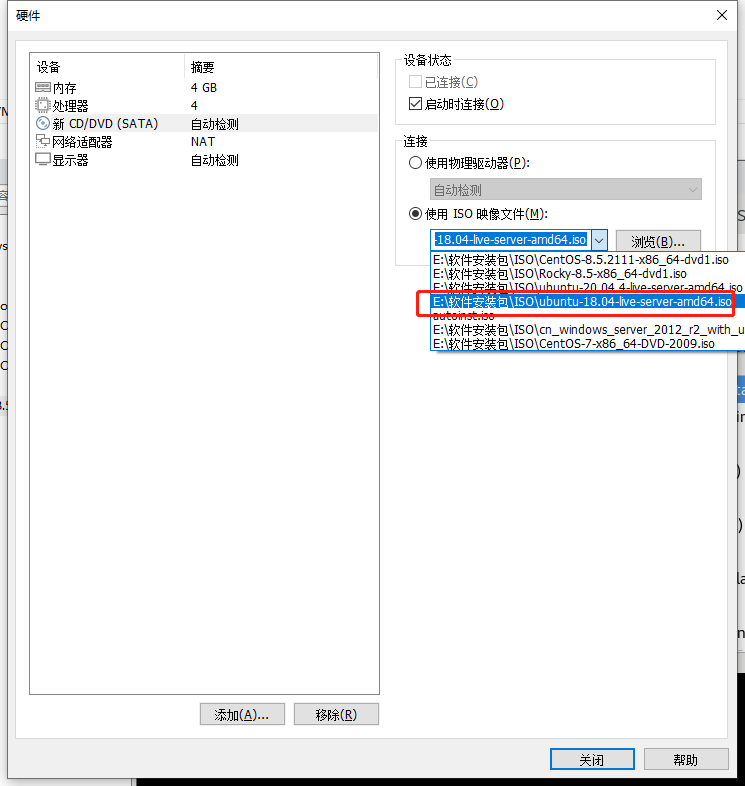 硬件
设备 摘要
内存 4 GB
处理器 4
新 CD/DVD (SATA) 自动检测
网络适配器 NAT
显示器 自动检测
添加(A)... 移除(R)
设备状态
已连接(C)
启动时连接(O)
连接
使用物理驱动器(P):
自动检测
使用 ISO 映像文件(M):
-18.04-live-server-amd64.iso 浏览(B)...
E:\软件安装包\ISO\CentOS-8.5.2111-x86_64-dvd1.iso
E:\软件安装包\ISO\Rocky-8.5-x86_64-dvd1.iso
E:\软件安装包\ISO\ubuntu-20.04.4-live-server-amd64.iso
E:\软件安装包\ISO\ubuntu-18.04-live-server-amd64.iso
autoinst.iso
E:\软件安装包\ISO\cn_windows_server_2012_r2_with_u
E:\软件安装包\ISO\CentOS-7-x86_64-DVD-2009.iso
关闭 帮助